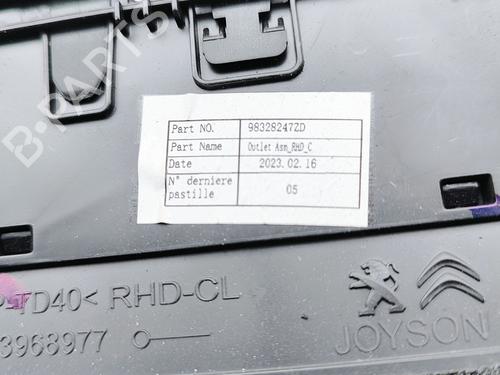 B-PARTS
Part NO. 98328247ZD
Part Name Outlet Asm_RHD_C
Date 2023.02.16
N° derniere pastille 05
TD40< RHD-CL
3968977
JOYSON